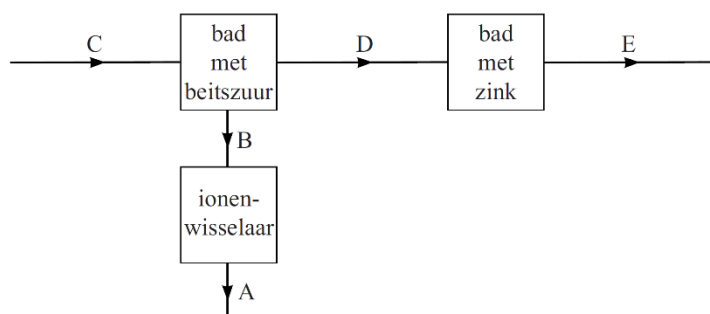 C
bad
met
beitszuur
D
bad
met
zink
E
B
ionen-
wisselaar
A